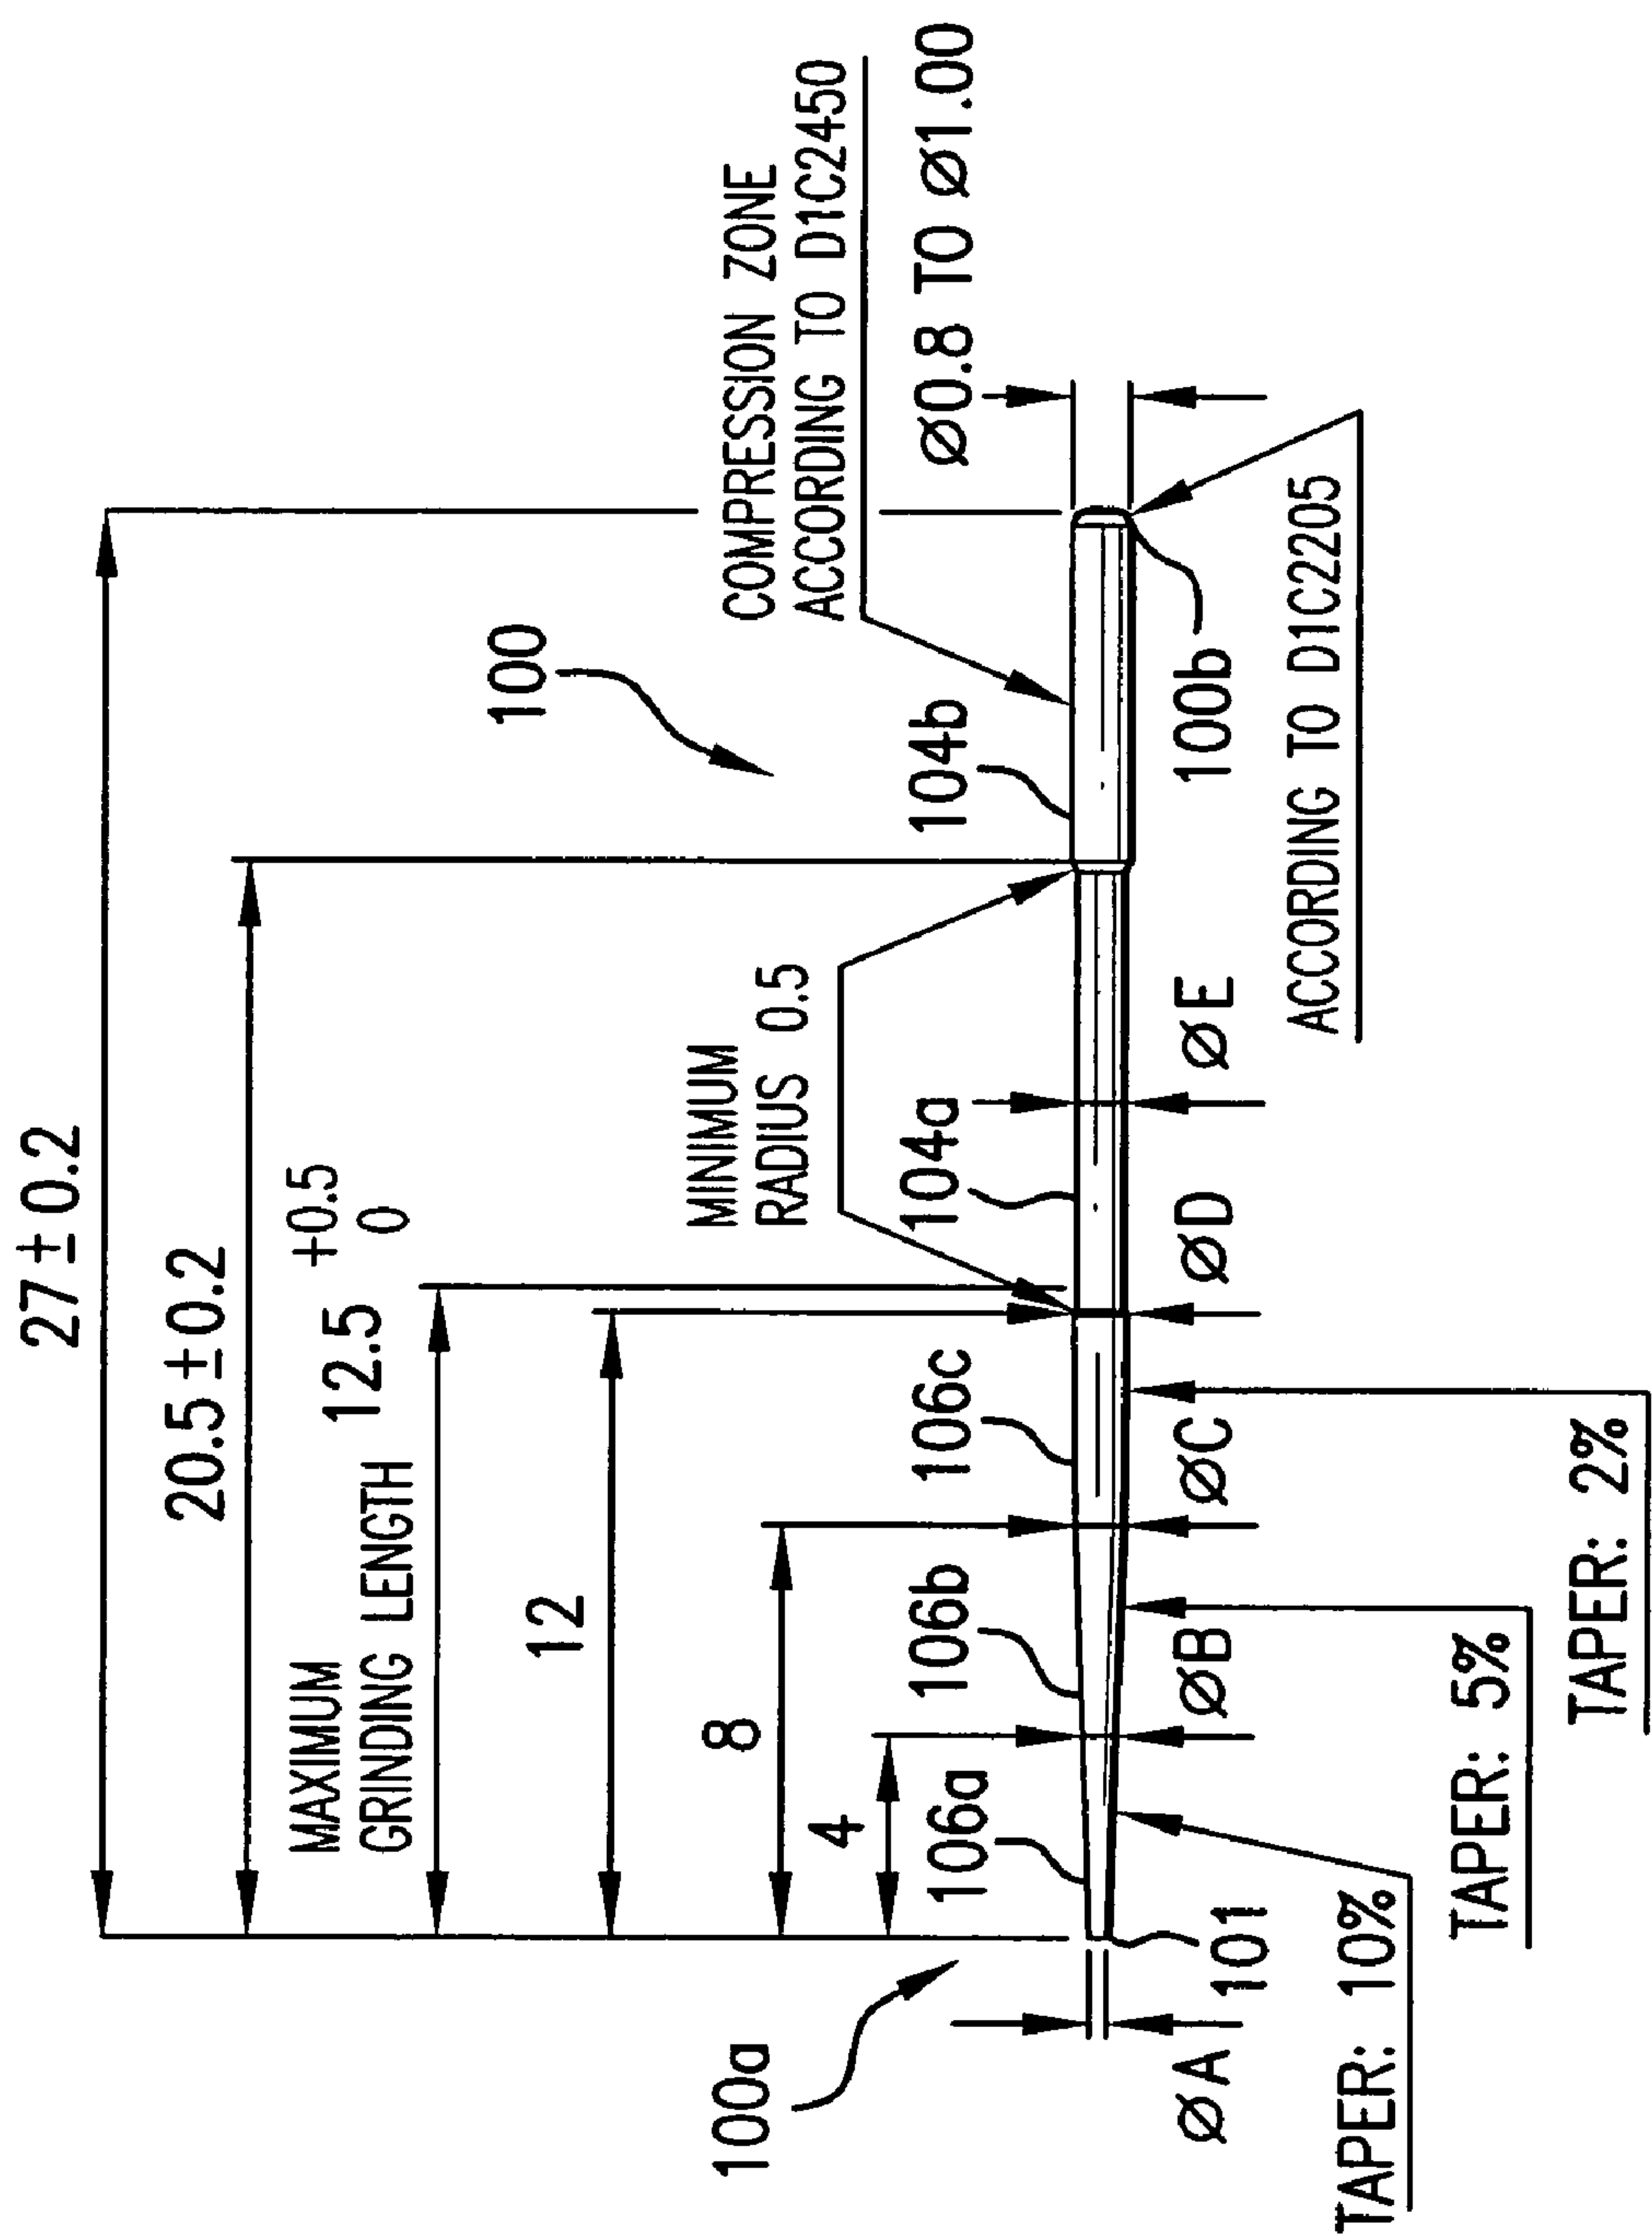 27±0.2
20.5±0.2
MAXIMUM
GRINDING LENGTH 12.5 +0.5
0
12
8
4
100
COMPRESSION ZONE
ACCORDING TO D1C2450
MINIMUM
RADIUS 0.5
Ø0.8 TO Ø1.00
100a
106a
106b
106c
104a
104b
101
100b
ØA
ØB
ØC
ØD
ØE
ACCORDING TO D1C2205
TAPER: 10%
TAPER: 5%
TAPER: 2%